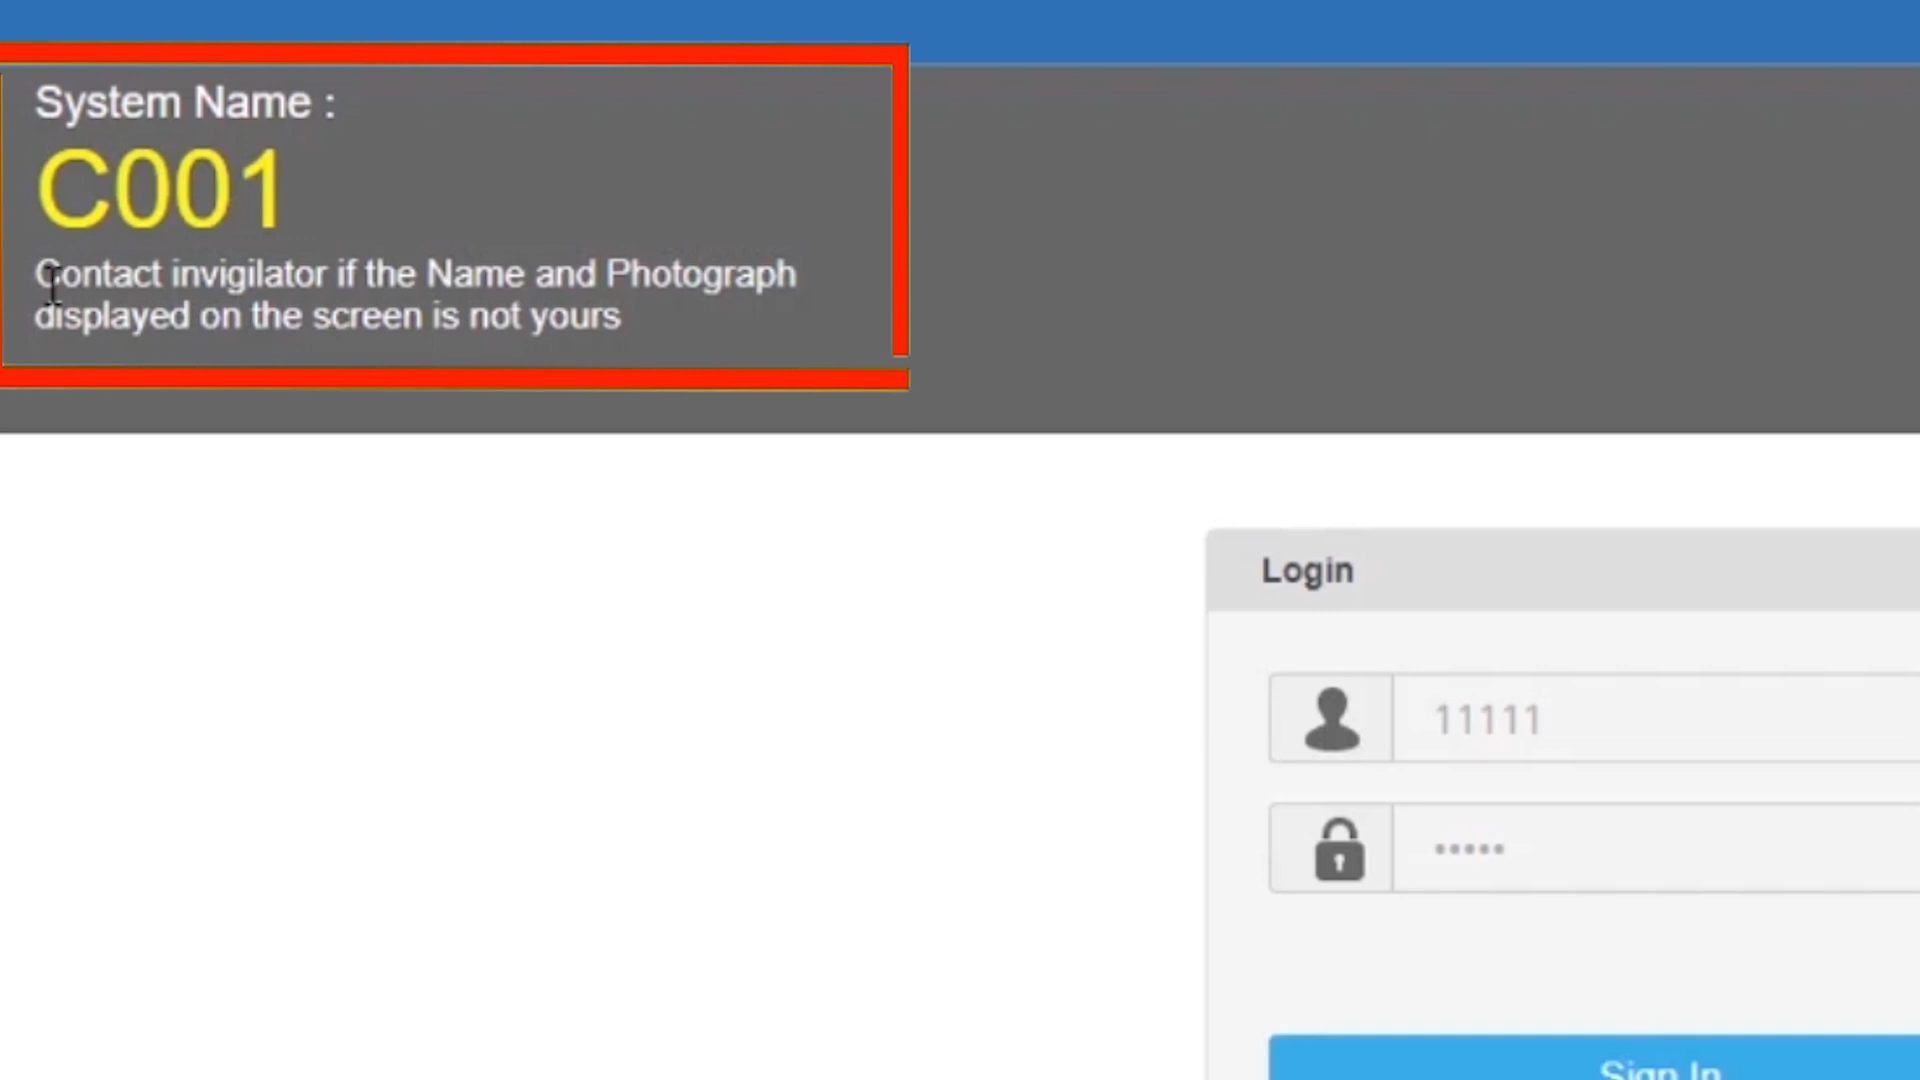 System Name :
C001
Contact invigilator if the Name and Photograph
displayed on the screen is not yours
Login
11111
•••••
Sign In